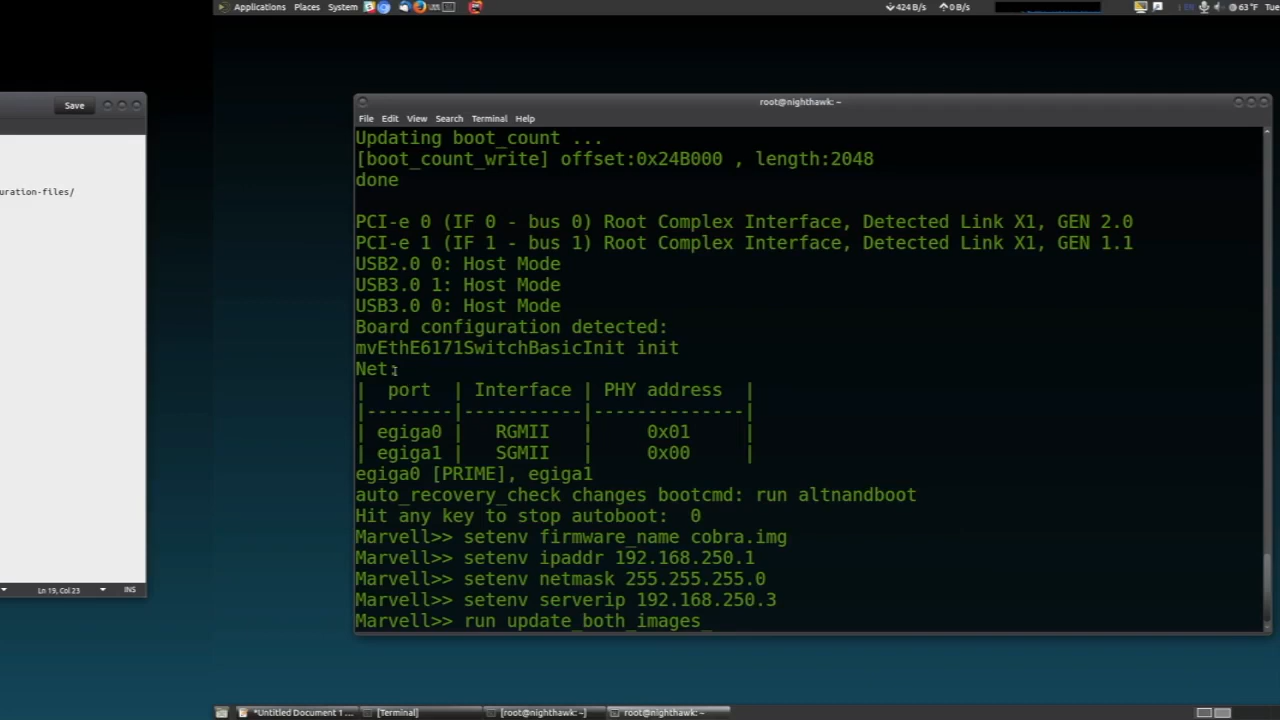 Applications Places System
424 B/s 0 B/s
EN
63 °F Tue
Save
uration-files/
Ln 19, Col 23 INS
root@nighthawk: ~
File Edit View Search Terminal Help
Updating boot_count ...
[boot_count_write] offset:0x24B000 , length:2048
done
PCI-e 0 (IF 0 - bus 0) Root Complex Interface, Detected Link X1, GEN 2.0
PCI-e 1 (IF 1 - bus 1) Root Complex Interface, Detected Link X1, GEN 1.1
USB2.0 0: Host Mode
USB3.0 1: Host Mode
USB3.0 0: Host Mode
Board configuration detected:
mvEthE6171SwitchBasicInit init
Net:
| port | Interface | PHY address |
|--------|-----------|--------------|
| egiga0 | RGMII | 0x01 |
| egiga1 | SGMII | 0x00 |
egiga0 [PRIME], egiga1
auto_recovery_check changes bootcmd: run altnandboot
Hit any key to stop autoboot: 0
Marvell>> setenv firmware_name cobra.img
Marvell>> setenv ipaddr 192.168.250.1
Marvell>> setenv netmask 255.255.255.0
Marvell>> setenv serverip 192.168.250.3
Marvell>> run update_both_images_
*Untitled Document 1 ... [Terminal] [root@nighthawk: ~] root@nighthawk: ~